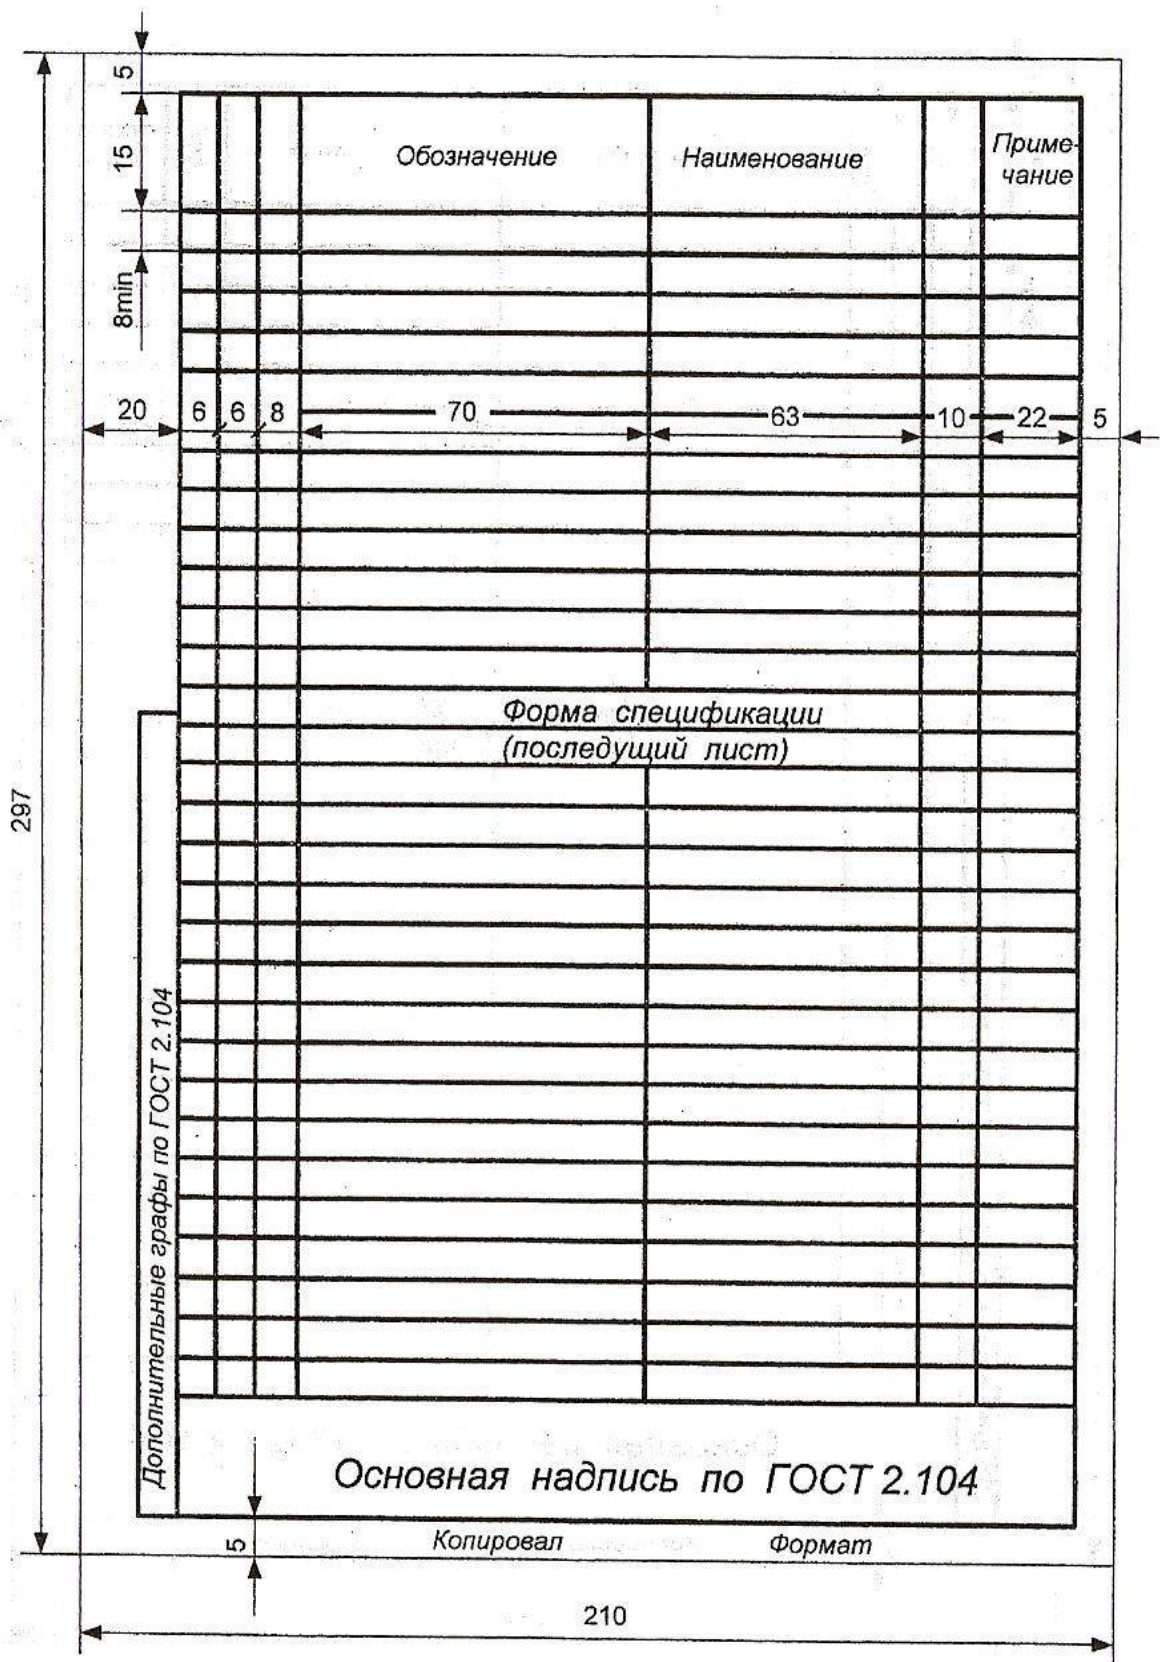 5
15
Обозначение
Наименование
Приме-
чание
8min
20
6
6
8
70
63
10
22
5
Форма спецификации
(последущий лист)
297
Дополнительные графы по ГОСТ 2.104
Основная надпись по ГОСТ 2.104
5
Копировал
Формат
210